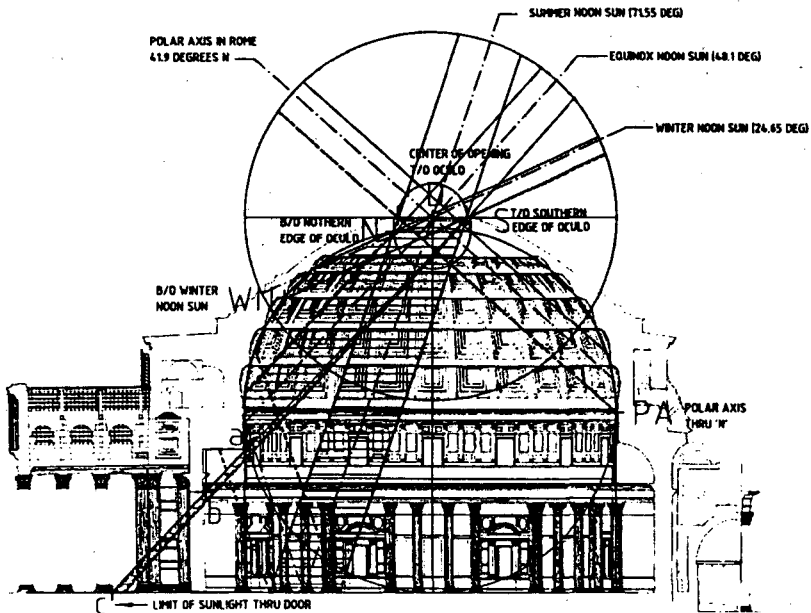 SUMMER NOON SUN (71.55 DEG)
POLAR AXIS IN ROME
41.9 DEGREES N
EQUINOX NOON SUN (48.1 DEG)
WINTER NOON SUN (24.65 DEG)
CENTER OF OPENING
T/O OCULO
B/O NOTHERN
EDGE OF OCULO
N
S
T/O SOUTHERN
EDGE OF OCULO
B/O WINTER
NOON SUN
WN
PA
POLAR AXIS
THRU 'N'
a
b
C
LIMIT OF SUNLIGHT THRU DOOR